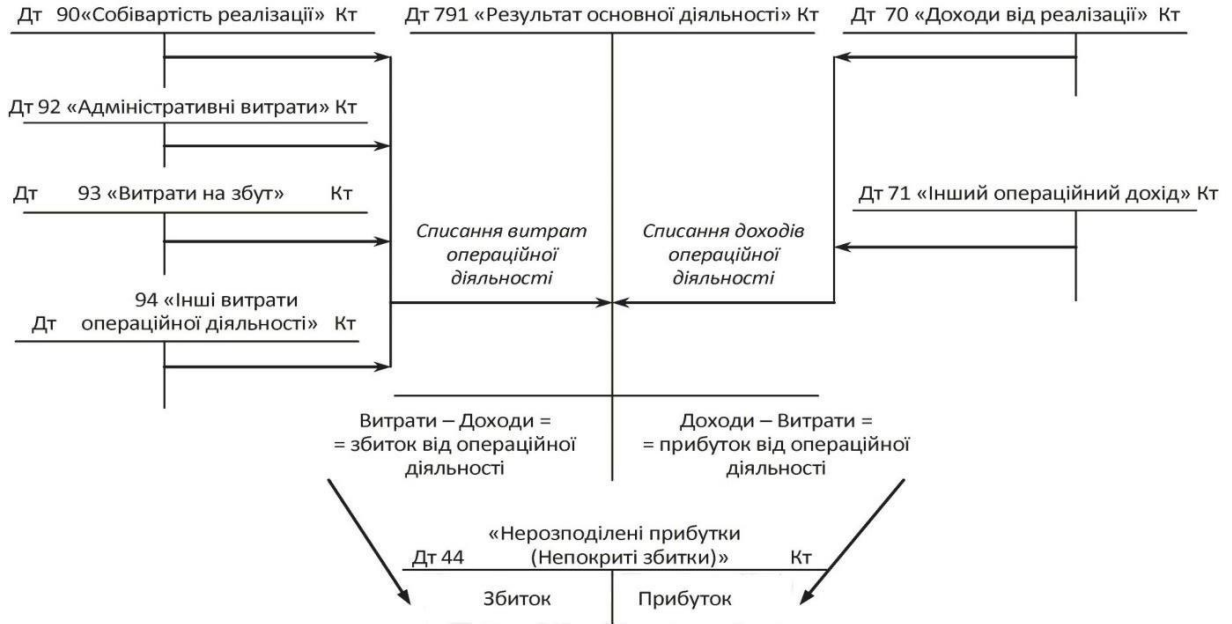 Дт 90«Собівартість реалізації» Кт
Дт 791 «Результат основної діяльності» Кт
Дт 70 «Доходи від реалізації» Кт
Дт 92 «Адміністративні витрати» Кт
Дт 93 «Витрати на збут» Кт
Дт 71 «Інший операційний дохід» Кт
Списання витрат
операційної
діяльності
Списання доходів
операційної
діяльності
94 «Інші витрати
Дт операційної діяльності» Кт
Витрати – Доходи =
= збиток від операційної
діяльності
Доходи – Витрати =
= прибуток від операційної
діяльності
«Нерозподілені прибутки
Дт 44 (Непокриті збитки)» Кт
Збиток Прибуток